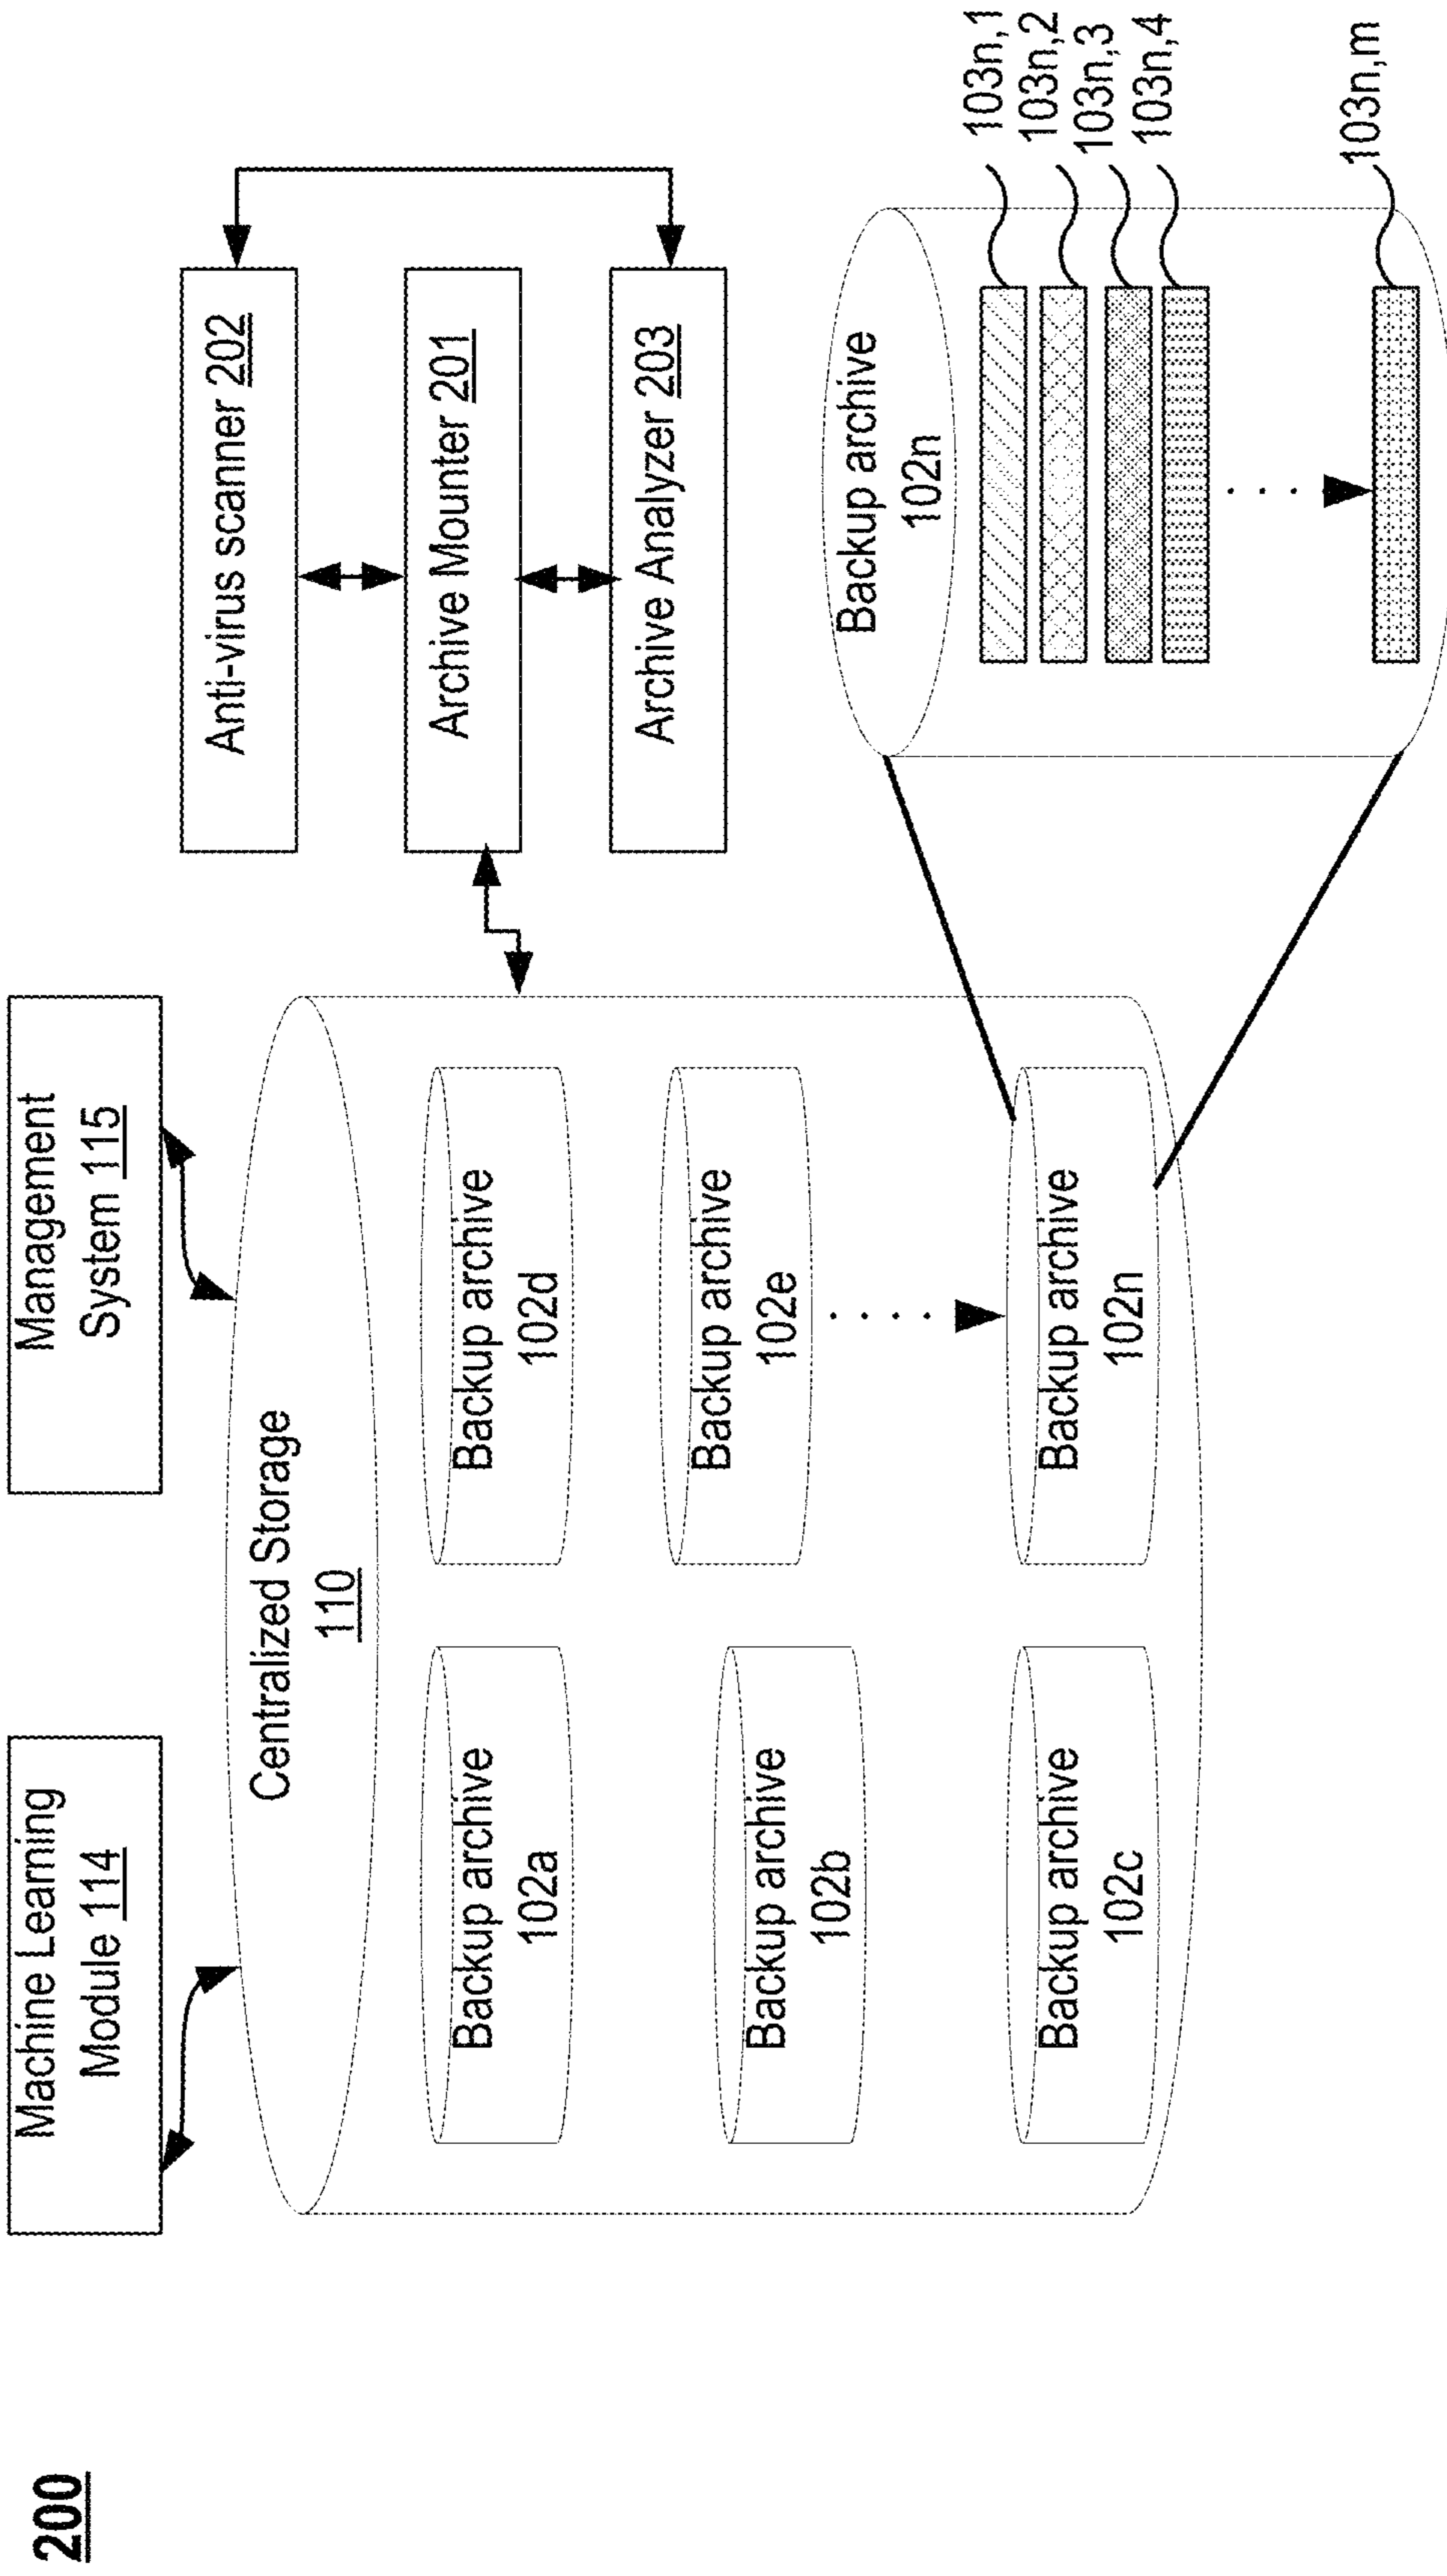 200
Machine Learning
Module 114
Management
System 115
Centralized Storage
110
Backup archive
102a
Backup archive
102b
Backup archive
102c
Backup archive
102d
Backup archive
102e
Backup archive
102n
Anti-virus scanner 202
Archive Mounter 201
Archive Analyzer 203
Backup archive
102n
103n,1
103n,2
103n,3
103n,4
103n,m